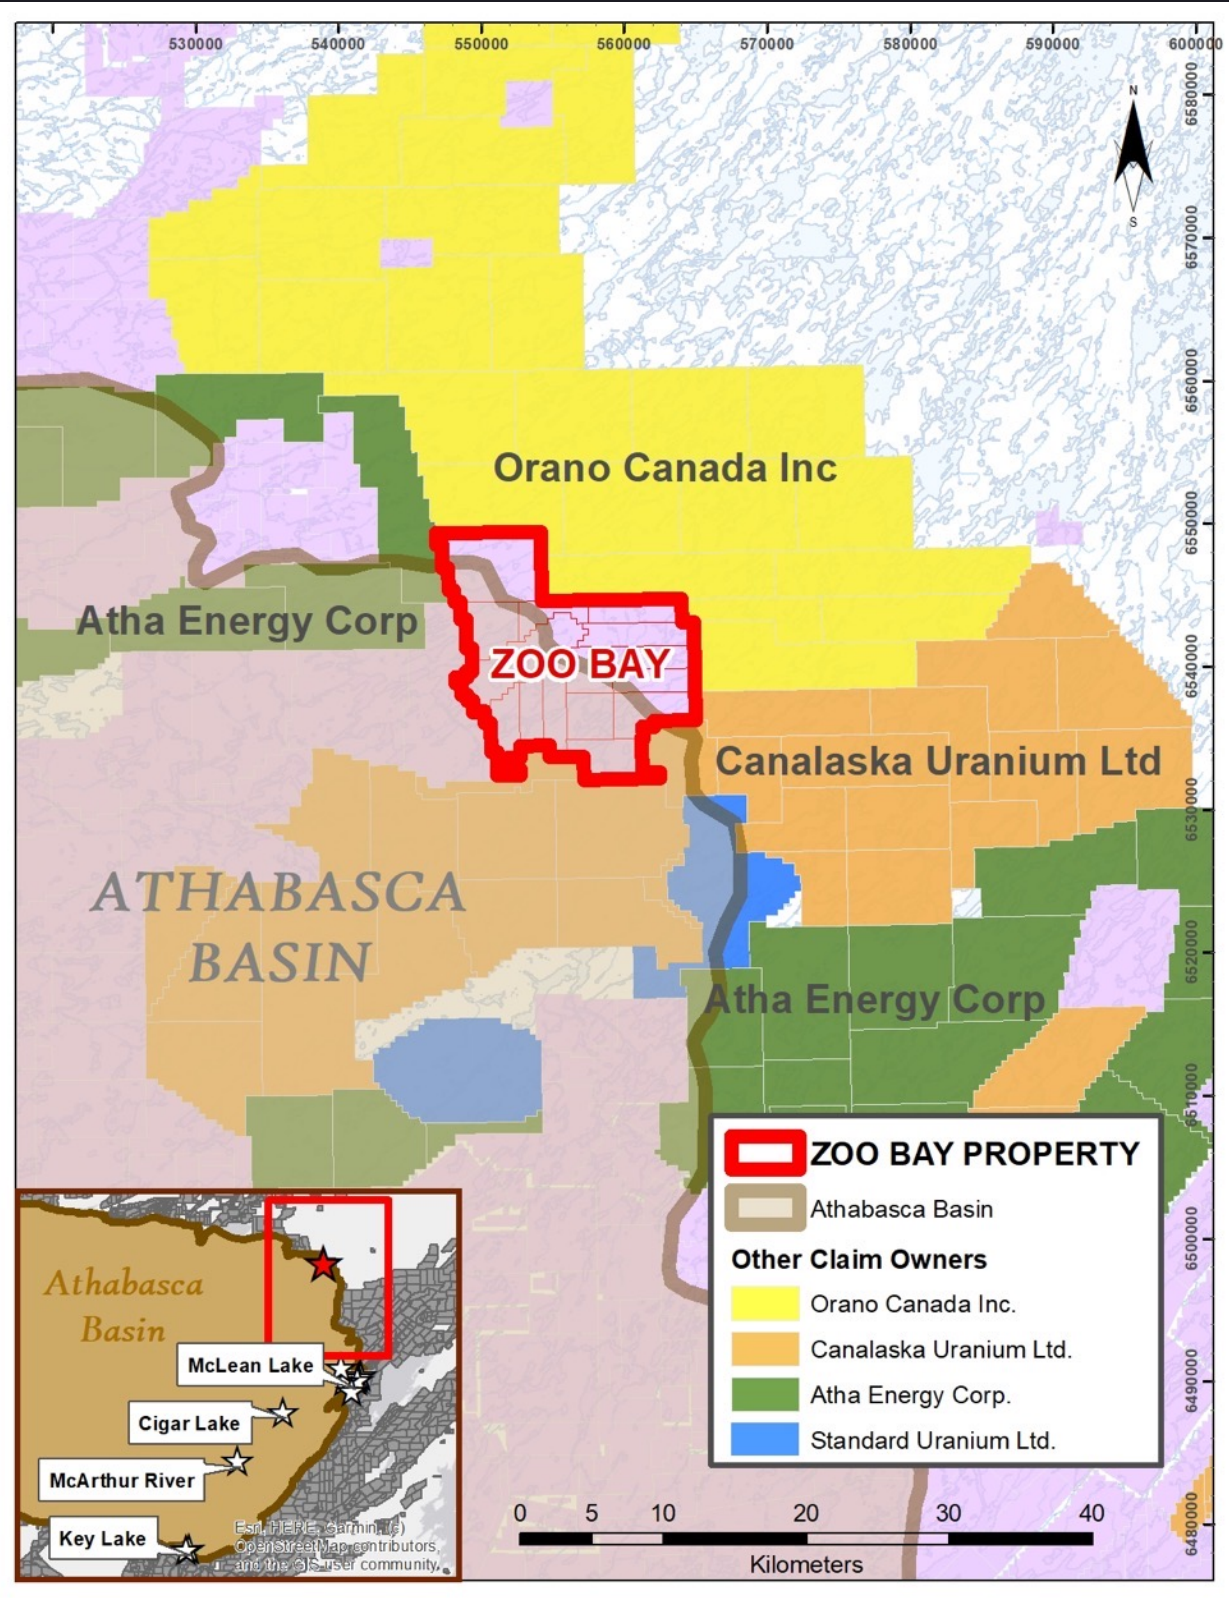 530000 540000 550000 560000 570000 580000 590000 600000
6580000
N
S
6570000
6560000
Orano Canada Inc
6550000
Atha Energy Corp
ZOO BAY
6540000
Canalaska Uranium Ltd
6530000
ATHABASCA
BASIN
6520000
Atha Energy Corp
6510000
ZOO BAY PROPERTY
Athabasca Basin
Other Claim Owners
Orano Canada Inc.
Canalaska Uranium Ltd.
Atha Energy Corp.
Standard Uranium Ltd.
6500000
6490000
6480000
Athabasca
Basin
McLean Lake
Cigar Lake
McArthur River
Key Lake
Esri, HERE, Garmin, (c)
OpenStreetMap contributors,
and the GIS user community
0 5 10 20 30 40
Kilometers